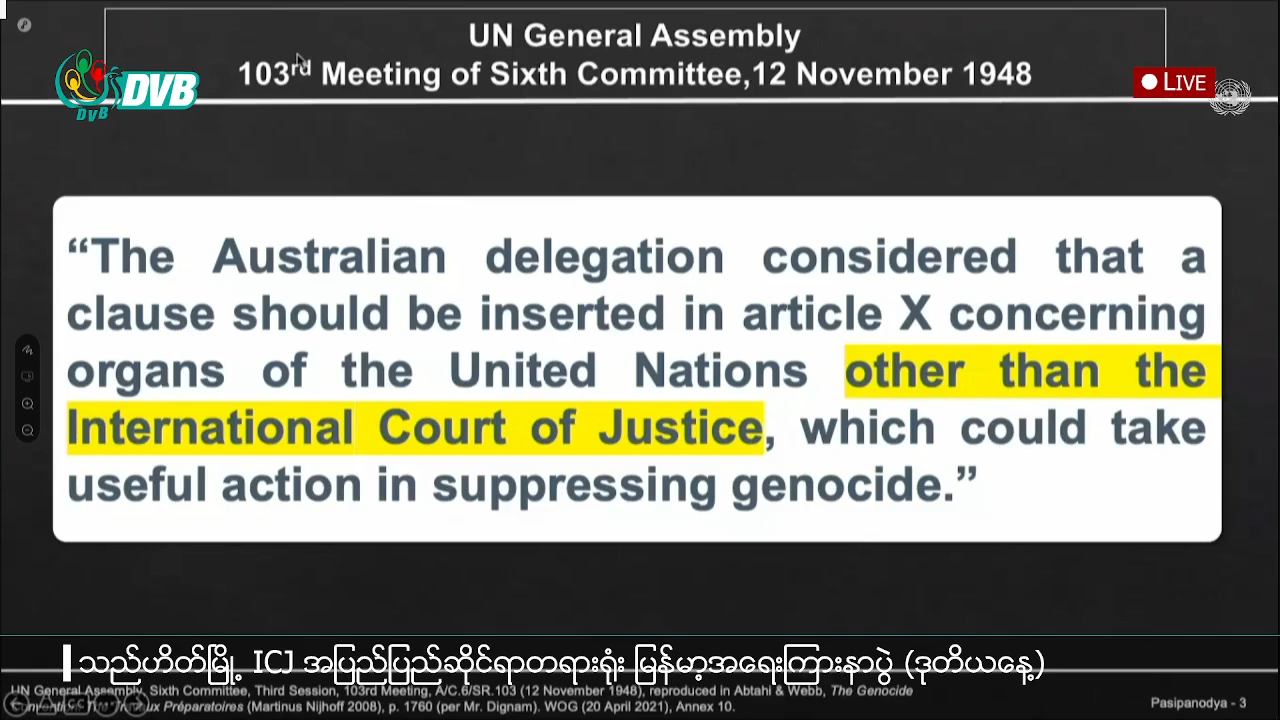 UN General Assembly
103rd Meeting of Sixth Committee,12 November 1948
DVB
DVB
LIVE
“The Australian delegation considered that a
clause should be inserted in article X concerning
organs of the United Nations other than the
International Court of Justice, which could take
useful action in suppressing genocide.”
သည်ဟိတ်မြို့ ICJ အပြည်ပြည်ဆိုင်ရာတရားရုံး မြန်မာ့အရေးကြားနာပွဲ (ဒုတိယနေ့)
UN General Assembly, Sixth Committee, Third Session, 103rd Meeting, A/C.6/SR.103 (12 November 1948), reproduced in Abtahi & Webb, The Genocide
Préparatoires (Martinus Nijhoff 2008), p. 1760 (per Mr. Dignam). WOG (20 April 2021), Annex 10.
Pasipanodya - 3